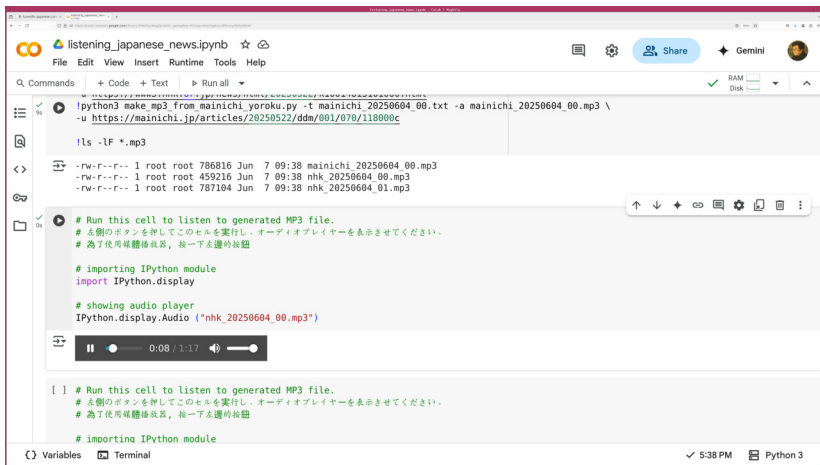 listening_japanese_news.ipynb - Colab
listening_japanese_news.ipynb
Share
Gemini
File Edit View Insert Runtime Tools Help
Commands + Code + Text Run all
RAM
Disk
9s
!python3 make_mp3_from_mainichi_yoroku.py -t mainichi_20250604_00.txt -a mainichi_20250604_00.mp3 \
-u https://mainichi.jp/articles/20250522/ddm/001/070/118000c
!ls -lF *.mp3
-rw-r--r-- 1 root root 786816 Jun 7 09:38 mainichi_20250604_00.mp3
-rw-r--r-- 1 root root 459216 Jun 7 09:38 nhk_20250604_00.mp3
-rw-r--r-- 1 root root 787104 Jun 7 09:38 nhk_20250604_01.mp3
0s
# Run this cell to listen to generated MP3 file.
# 左側のボタンを押してこのセルを実行し、オーディオプレイヤーを表示させてください。
# 為了使用媒體播放器, 按一下左邊的按鈕
# importing IPython module
import IPython.display
# showing audio player
IPython.display.Audio ("nhk_20250604_00.mp3")
0:08 / 1:17
[ ] # Run this cell to listen to generated MP3 file.
# 左側のボタンを押してこのセルを実行し、オーディオプレイヤーを表示させてください。
# 為了使用媒體播放器, 按一下左邊的按鈕
# importing IPython module
Variables Terminal
5:38 PM Python 3